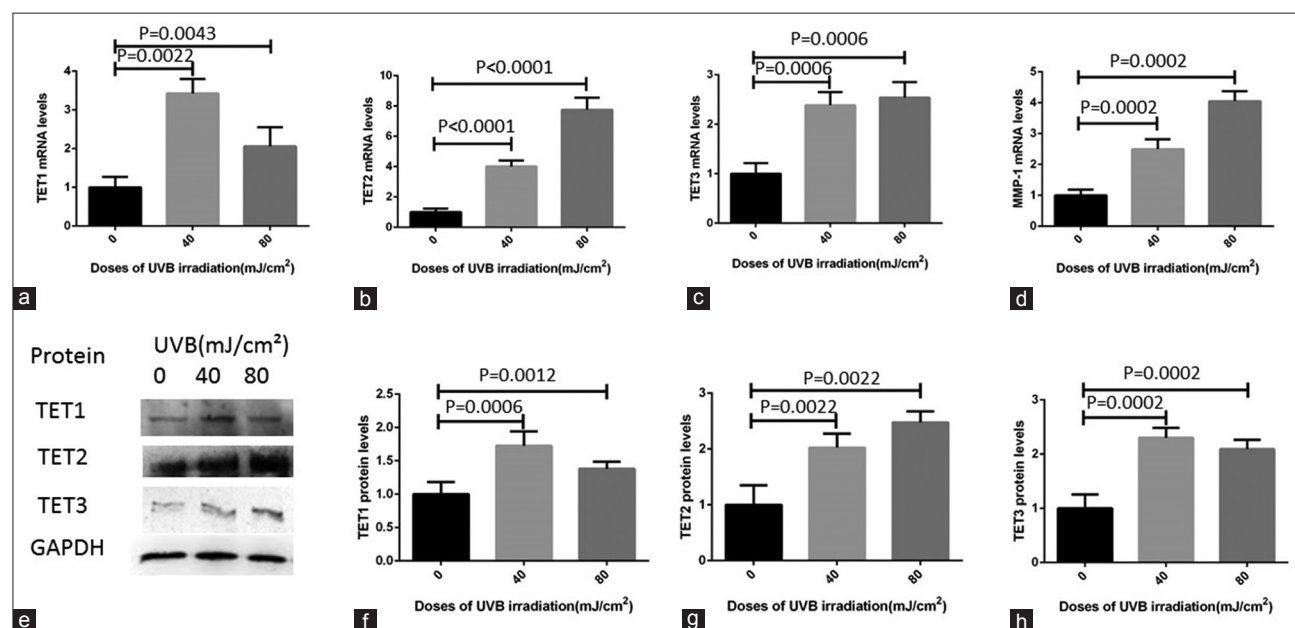 P=0.0043
P=0.0022
TET1 mRNA levels
4
3
2
1
0
0
40
80
Doses of UVB irradiation(mJ/cm²)
a
P<0.0001
P<0.0001
TET2 mRNA levels
10
8
6
4
2
0
0
40
80
Doses of UVB irradiation(mJ/cm²)
b
P=0.0006
P=0.0006
TET3 mRNA levels
3
2
1
0
0
40
80
Doses of UVB irradiation(mJ/cm²)
c
P=0.0002
P=0.0002
MMP-1 mRNA levels
5
4
3
2
1
0
0
40
80
Doses of UVB irradiation(mJ/cm²)
d
Protein UVB(mJ/cm²)
0 40 80
TET1
TET2
TET3
GAPDH
e
P=0.0012
P=0.0006
TET1 protein levels
2.5
2.0
1.5
1.0
0.5
0.0
0
40
80
Doses of UVB irradiation(mJ/cm²)
f
P=0.0022
P=0.0022
TET2 protein levels
3
2
1
0
0
40
80
Doses of UVB irradiation(mJ/cm²)
g
P=0.0002
P=0.0002
TET3 protein levels
3
2
1
0
0
40
80
Doses of UVB irradiation(mJ/cm²)
h